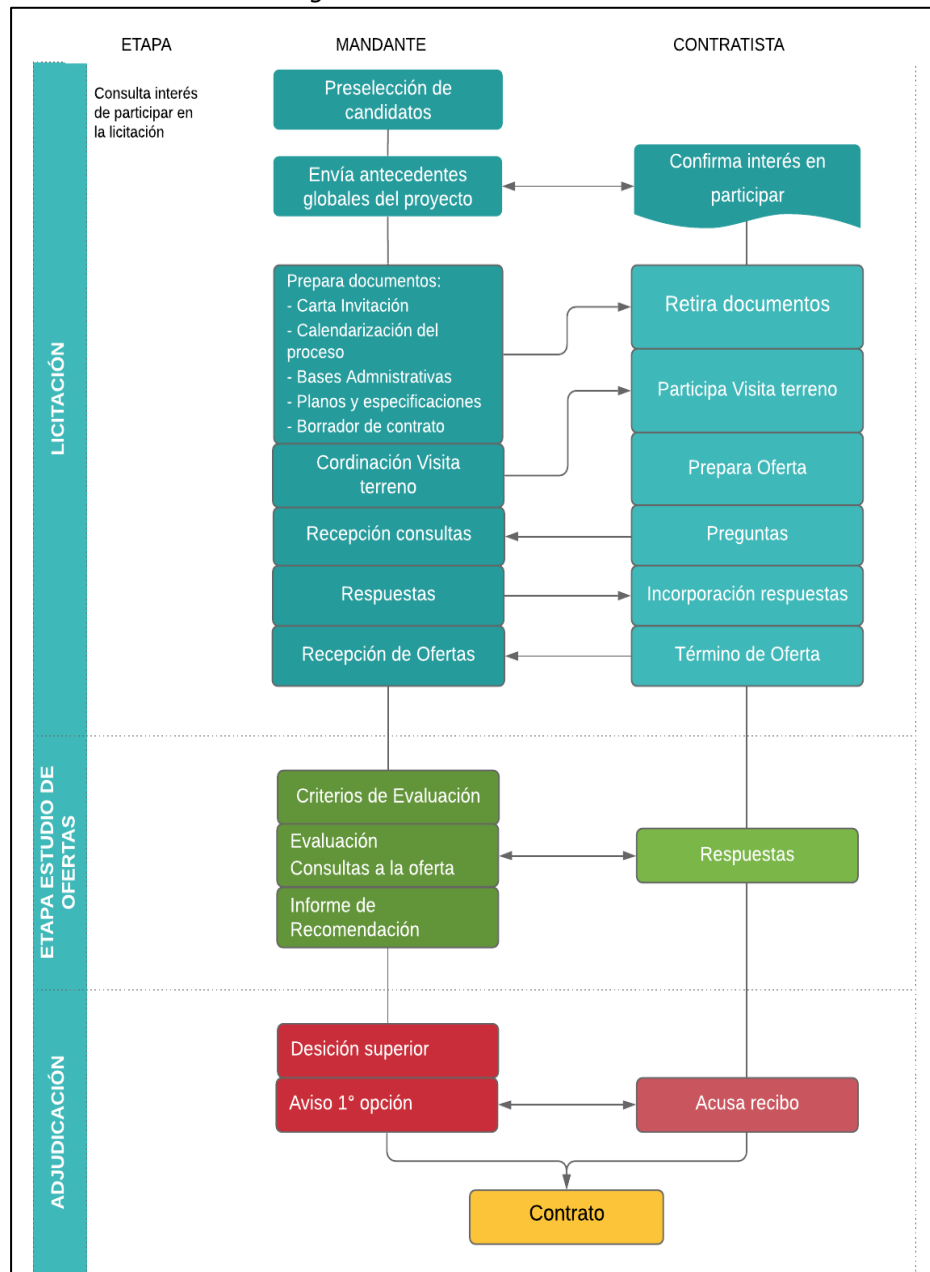 ETAPA
MANDANTE
CONTRATISTA
LICITACIÓN
Consulta interés
de participar en
la licitación
Preselección de
candidatos
Envía antecedentes
globales del proyecto
Confirma interés en
participar
Prepara documentos:
- Carta Invitación
- Calendarización del
proceso
- Bases Admnistrativas
- Planos y especificaciones
- Borrador de contrato
Retira documentos
Participa Visita terreno
Cordinación Visita
terreno
Prepara Oferta
Recepción consultas
Preguntas
Respuestas
Incorporación respuestas
Recepción de Ofertas
Término de Oferta
ETAPA ESTUDIO DE
OFERTAS
Criterios de Evaluación
Evaluación
Consultas a la oferta
Respuestas
Informe de
Recomendación
ADJUDICACIÓN
Desición superior
Aviso 1° opción
Acusa recibo
Contrato